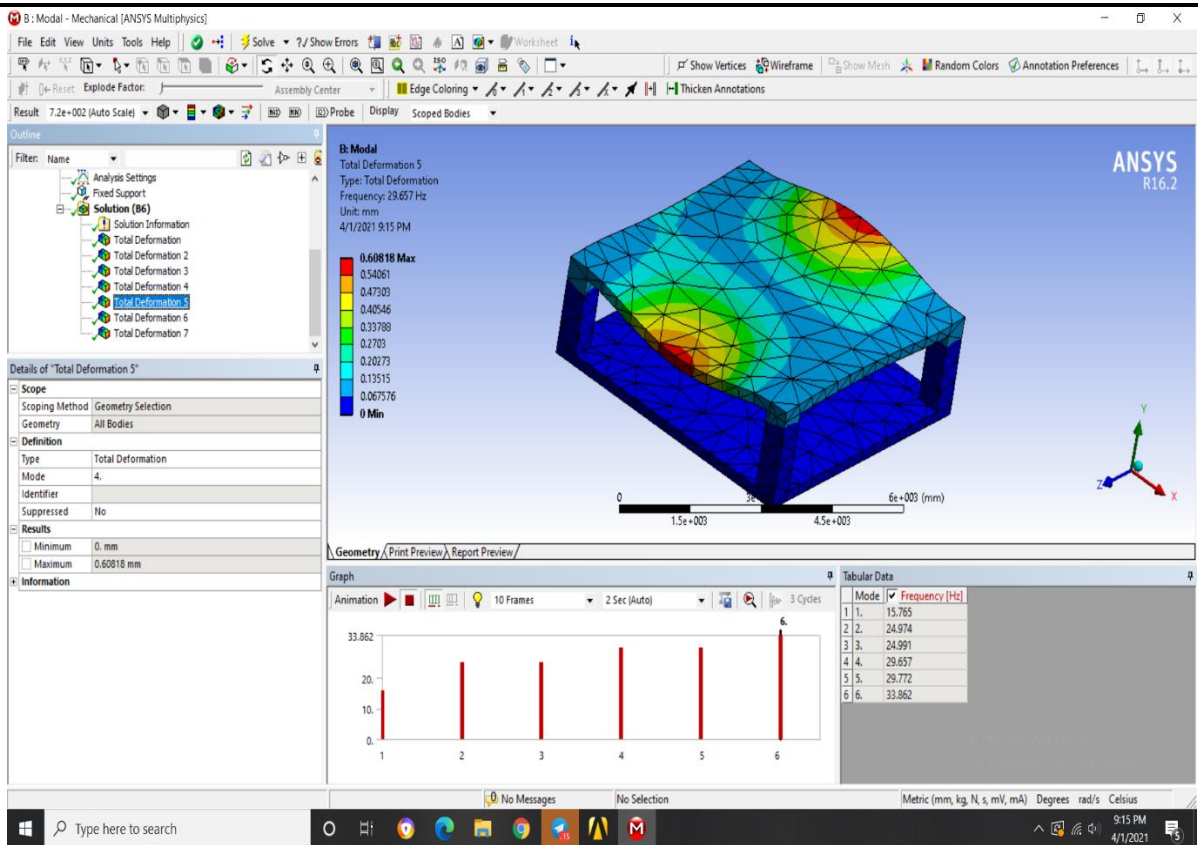 B : Modal - Mechanical [ANSYS Multiphysics]
File Edit View Units Tools Help Solve ?/ Show Errors Worksheet
Show Vertices Wireframe Show Mesh Random Colors Annotation Preferences
Reset Explode Factor: Assembly Center Edge Coloring Thicken Annotations
Result 7.2e+002 (Auto Scale) Probe Display Scoped Bodies
Outline
Filter: Name
Analysis Settings
Fixed Support
Solution (B6)
Solution Information
Total Deformation
Total Deformation 2
Total Deformation 3
Total Deformation 4
Total Deformation 5
Total Deformation 6
Total Deformation 7
Details of "Total Deformation 5"
Scope
Scoping Method Geometry Selection
Geometry All Bodies
Definition
Type Total Deformation
Mode 4.
Identifier
Suppressed No
Results
Minimum 0. mm
Maximum 0.60818 mm
Information
B: Modal
Total Deformation 5
Type: Total Deformation
Frequency: 29.657 Hz
Unit: mm
4/1/2021 9:15 PM
0.60818 Max
0.54061
0.47303
0.40546
0.33788
0.2703
0.20273
0.13515
0.067576
0 Min
ANSYS
R16.2
Y
Z
X
0 6e+003 (mm)
1.5e+003 4.5e+003
Geometry Print Preview Report Preview
Graph
Animation 10 Frames 2 Sec (Auto) 3 Cycles
6.
33.862
20.
10.
0.
1 2 3 4 5 6
Tabular Data
Mode Frequency [Hz]
1 1. 15.765
2 2. 24.974
3 3. 24.991
4 4. 29.657
5 5. 29.772
6 6. 33.862
No Messages No Selection Metric (mm, kg, N, s, mV, mA) Degrees rad/s Celsius
Type here to search
9:15 PM
4/1/2021